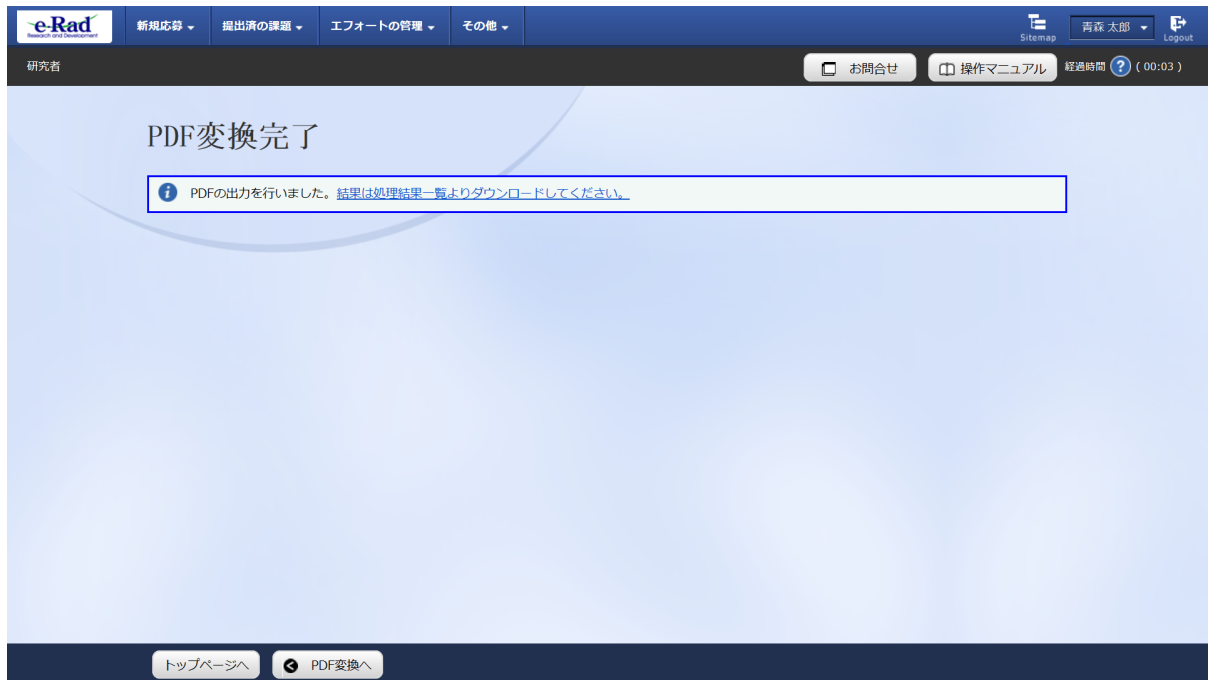 e-Rad
Research and Development
新規応募
提出済の課題
エフォートの管理
その他
Sitemap
青森 太郎
Logout
研究者
お問合せ
操作マニュアル
経過時間 ? ( 00:03 )
PDF変換完了
i PDFの出力を行いました。結果は処理結果一覧よりダウンロードしてください。
トップページへ
PDF変換へ